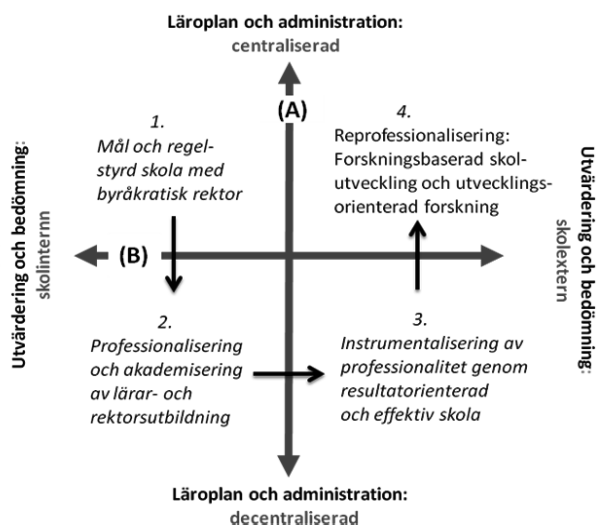 Läroplan och administration:
centraliserad
(A)
1.
Mål och regel-
styrd skola med
byråkratisk rektor
4.
Reprofessionalisering:
Forskningsbaserad skol-
utveckling och utvecklings-
orienterad forskning
Utvärdering och bedömning:
skolinternn
(B)
Utvärdering och bedömning:
skolextern
2.
Professionalisering
och akademisering
av lärar- och
rektorsutbildning
3.
Instrumentalisering av
professionalitet genom
resultatorienterad
och effektiv skola
Läroplan och administration:
decentraliserad